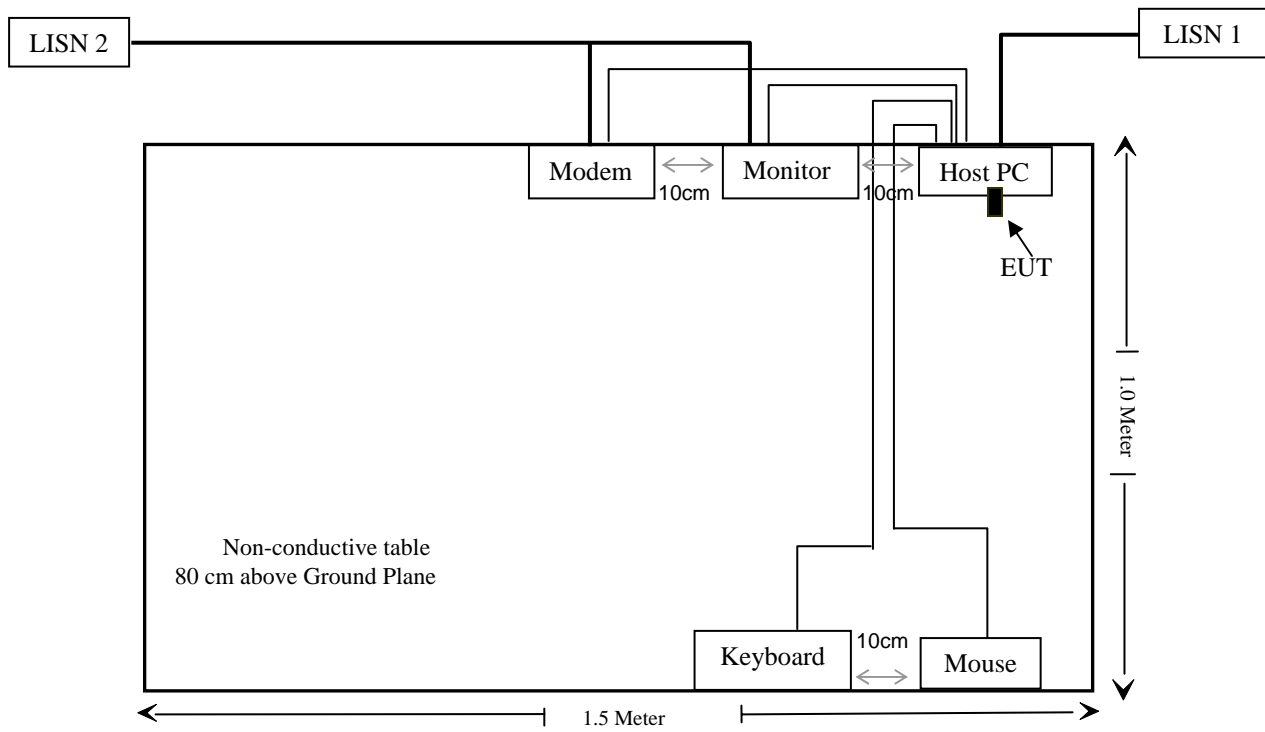 LISN 2
LISN 1
Modem
Monitor
Host PC
10cm
10cm
EUT
1.0 Meter
Non-conductive table
80 cm above Ground Plane
Keyboard
10cm
Mouse
1.5 Meter